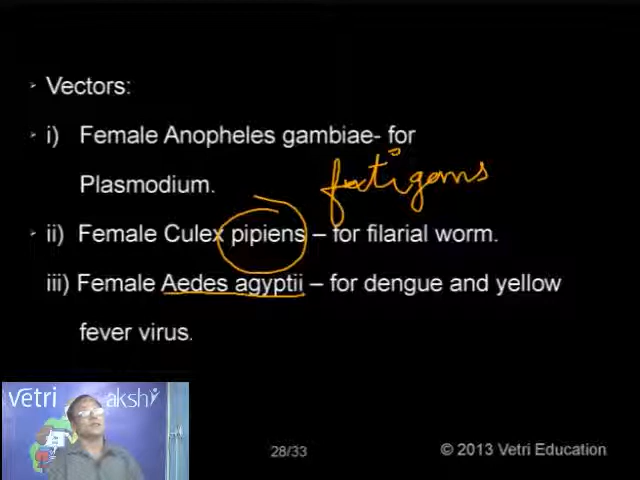 Vectors:
i) Female Anopheles gambiae- for
Plasmodium.
fatigans
ii) Female Culex pipiens – for filarial worm.
iii) Female Aedes agyptii – for dengue and yellow
fever virus.
vetri akshi
28/33
© 2013 Vetri Education